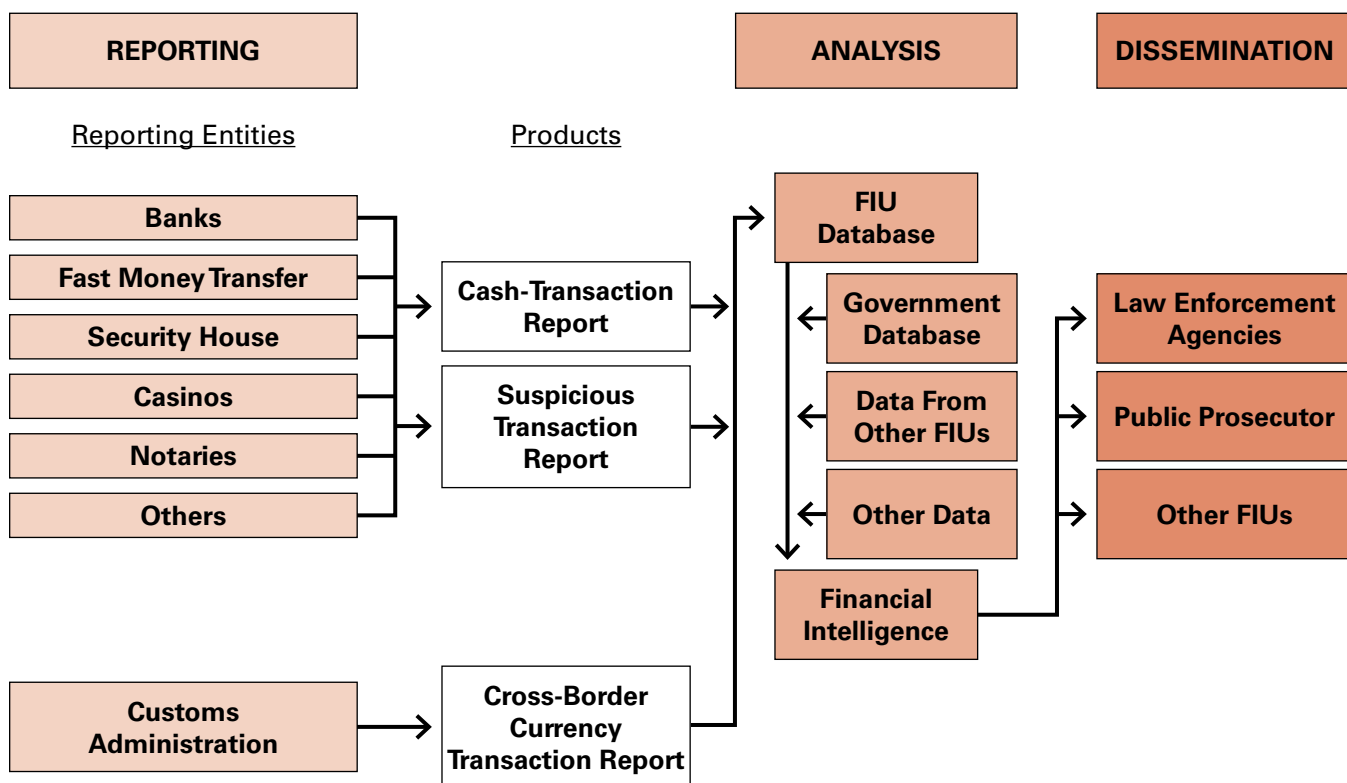 REPORTING
ANALYSIS
DISSEMINATION
Reporting Entities
Products
Banks
Fast Money Transfer
Security House
Casinos
Notaries
Others
Customs
Administration
Cash-Transaction
Report
Suspicious
Transaction
Report
Cross-Border
Currency
Transaction Report
FIU
Database
Government
Database
Data From
Other FIUs
Other Data
Financial
Intelligence
Law Enforcement
Agencies
Public Prosecutor
Other FIUs